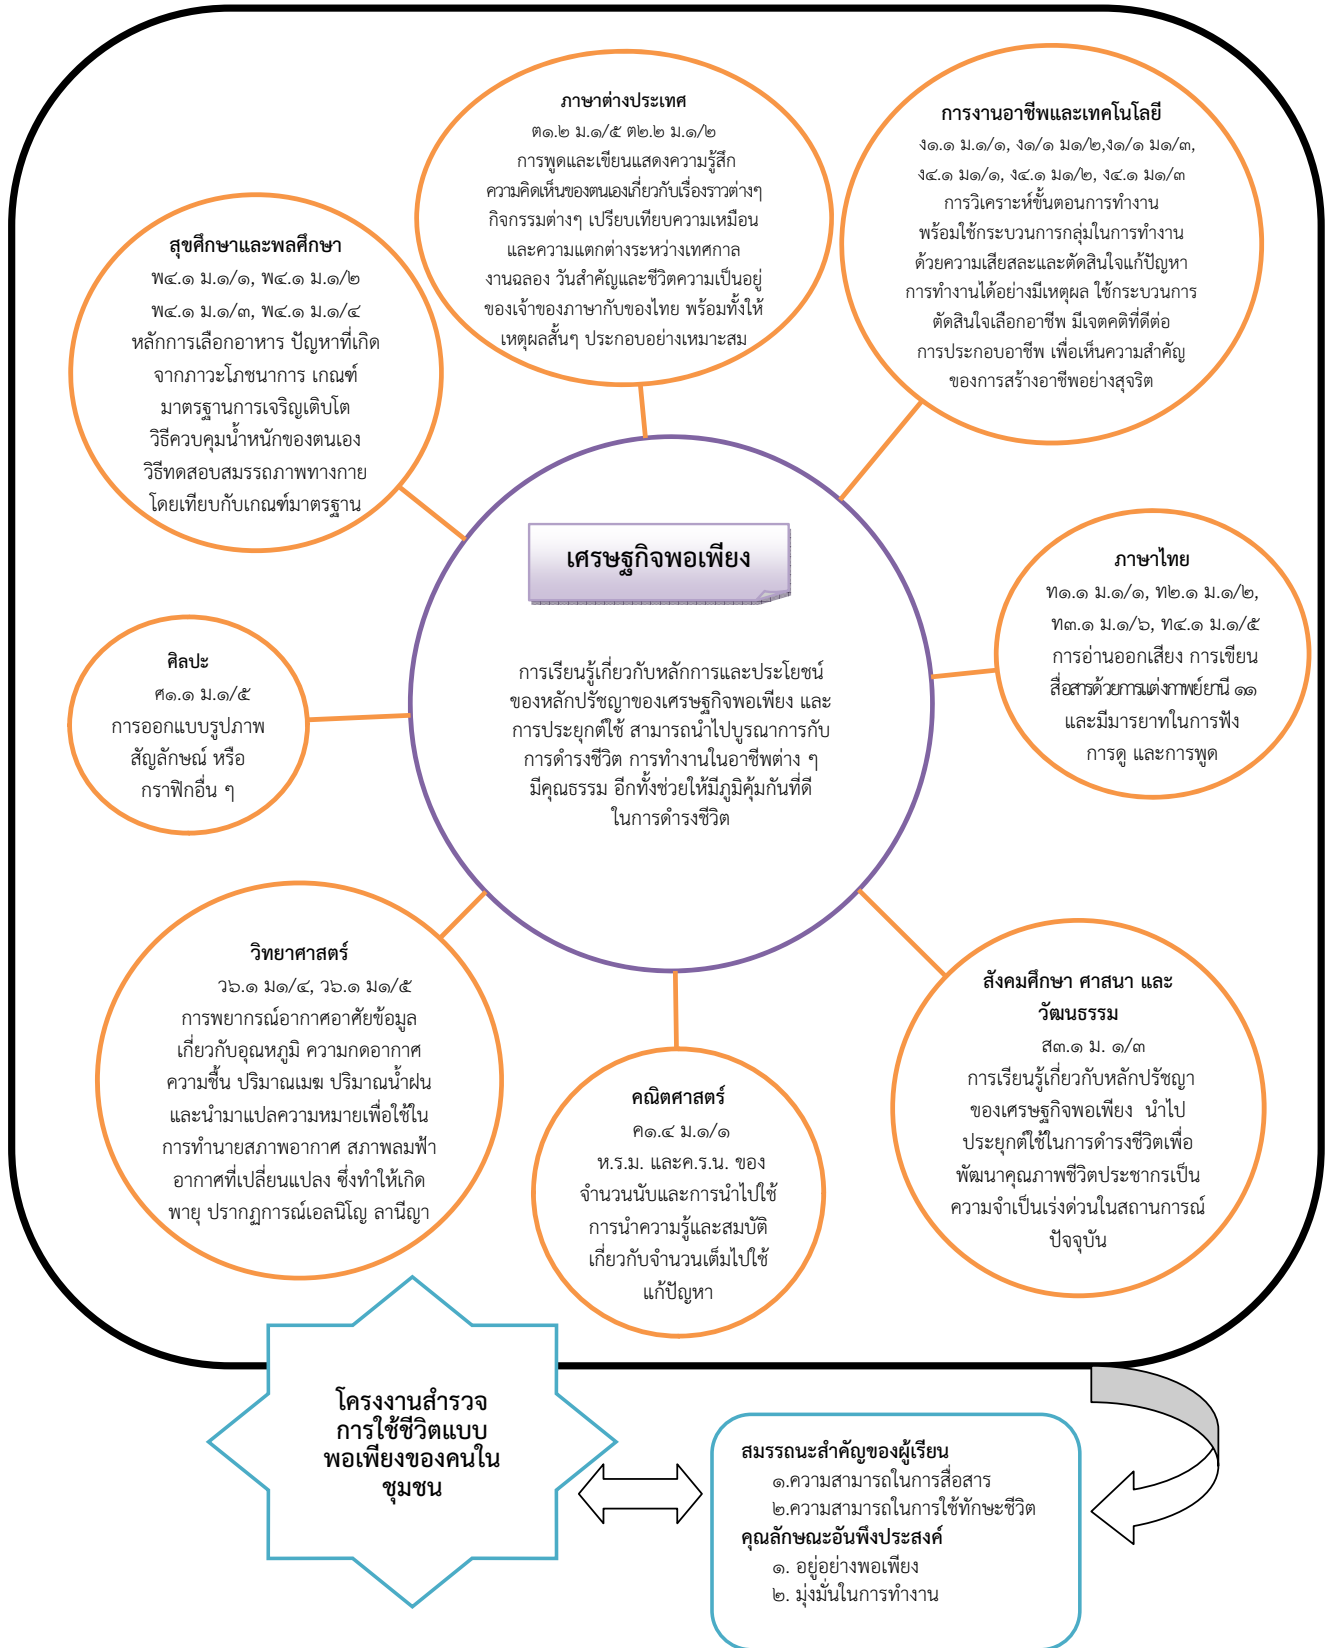 ภาษาต่างประเทศ
ต๑.๒ ม.๑/๕ ต๒.๒ ม.๑/๒
การพูดและเขียนแสดงความรู้สึก
ความคิดเห็นของตนเองเกี่ยวกับเรื่องราวต่างๆ
กิจกรรมต่างๆ เปรียบเทียบความเหมือน
และความแตกต่างระหว่างเทศกาล
งานฉลอง วันสำคัญและชีวิตความเป็นอยู่
ของเจ้าของภาษากับของไทย พร้อมทั้งให้
เหตุผลสั้นๆ ประกอบอย่างเหมาะสม
การงานอาชีพและเทคโนโลยี
ง๑.๑ ม.๑/๑, ง๑/๑ ม๑/๒,ง๑/๑ ม๑/๓,
ง๔.๑ ม๑/๑, ง๔.๑ ม๑/๒, ง๔.๑ ม๑/๓
การวิเคราะห์ขั้นตอนการทำงาน
พร้อมใช้กระบวนการกลุ่มในการทำงาน
ด้วยความเสียสละและตัดสินใจแก้ปัญหา
การทำงานได้อย่างมีเหตุผล ใช้กระบวนการ
ตัดสินใจเลือกอาชีพ มีเจตคติที่ดีต่อ
การประกอบอาชีพ เพื่อเห็นความสำคัญ
ของการสร้างอาชีพอย่างสุจริต
สุขศึกษาและพลศึกษา
พ๔.๑ ม.๑/๑, พ๔.๑ ม.๑/๒
พ๔.๑ ม.๑/๓, พ๔.๑ ม.๑/๔
หลักการเลือกอาหาร ปัญหาที่เกิด
จากภาวะโภชนาการ เกณฑ์
มาตรฐานการเจริญเติบโต
วิธีควบคุมน้ำหนักของตนเอง
วิธีทดสอบสมรรถภาพทางกาย
โดยเทียบกับเกณฑ์มาตรฐาน
เศรษฐกิจพอเพียง
การเรียนรู้เกี่ยวกับหลักการและประโยชน์
ของหลักปรัชญาของเศรษฐกิจพอเพียง และ
การประยุกต์ใช้ สามารถนำไปบูรณาการกับ
การดำรงชีวิต การทำงานในอาชีพต่าง ๆ
มีคุณธรรม อีกทั้งช่วยให้มีภูมิคุ้มกันที่ดี
ในการดำรงชีวิต
ภาษาไทย
ท๑.๑ ม.๑/๑, ท๒.๑ ม.๑/๒,
ท๓.๑ ม.๑/๖, ท๔.๑ ม.๑/๕
การอ่านออกเสียง การเขียน
สื่อสารด้วยการแต่งกาพย์ยานี ๑๑
และมีมารยาทในการฟัง
การดู และการพูด
ศิลปะ
ศ๑.๑ ม.๑/๕
การออกแบบรูปภาพ
สัญลักษณ์ หรือ
กราฟิกอื่น ๆ
วิทยาศาสตร์
ว๖.๑ ม๑/๔, ว๖.๑ ม๑/๕
การพยากรณ์อากาศอาศัยข้อมูล
เกี่ยวกับอุณหภูมิ ความกดอากาศ
ความชื้น ปริมาณเมฆ ปริมาณน้ำฝน
และนำมาแปลความหมายเพื่อใช้ใน
การทำนายสภาพอากาศ สภาพลมฟ้า
อากาศที่เปลี่ยนแปลง ซึ่งทำให้เกิด
พายุ ปรากฏการณ์เอลนิโญ ลานีญา
คณิตศาสตร์
ค๑.๔ ม.๑/๑
ห.ร.ม. และค.ร.น. ของ
จำนวนนับและการนำไปใช้
การนำความรู้และสมบัติ
เกี่ยวกับจำนวนเต็มไปใช้
แก้ปัญหา
สังคมศึกษา ศาสนา และ
วัฒนธรรม
ส๓.๑ ม. ๑/๓
การเรียนรู้เกี่ยวกับหลักปรัชญา
ของเศรษฐกิจพอเพียง นำไป
ประยุกต์ใช้ในการดำรงชีวิตเพื่อ
พัฒนาคุณภาพชีวิตประชากรเป็น
ความจำเป็นเร่งด่วนในสถานการณ์
ปัจจุบัน
โครงงานสำรวจ
การใช้ชีวิตแบบ
พอเพียงของคนใน
ชุมชน
สมรรถนะสำคัญของผู้เรียน
๑.ความสามารถในการสื่อสาร
๒.ความสามารถในการใช้ทักษะชีวิต
คุณลักษณะอันพึงประสงค์
๑. อยู่อย่างพอเพียง
๒. มุ่งมั่นในการทำงาน